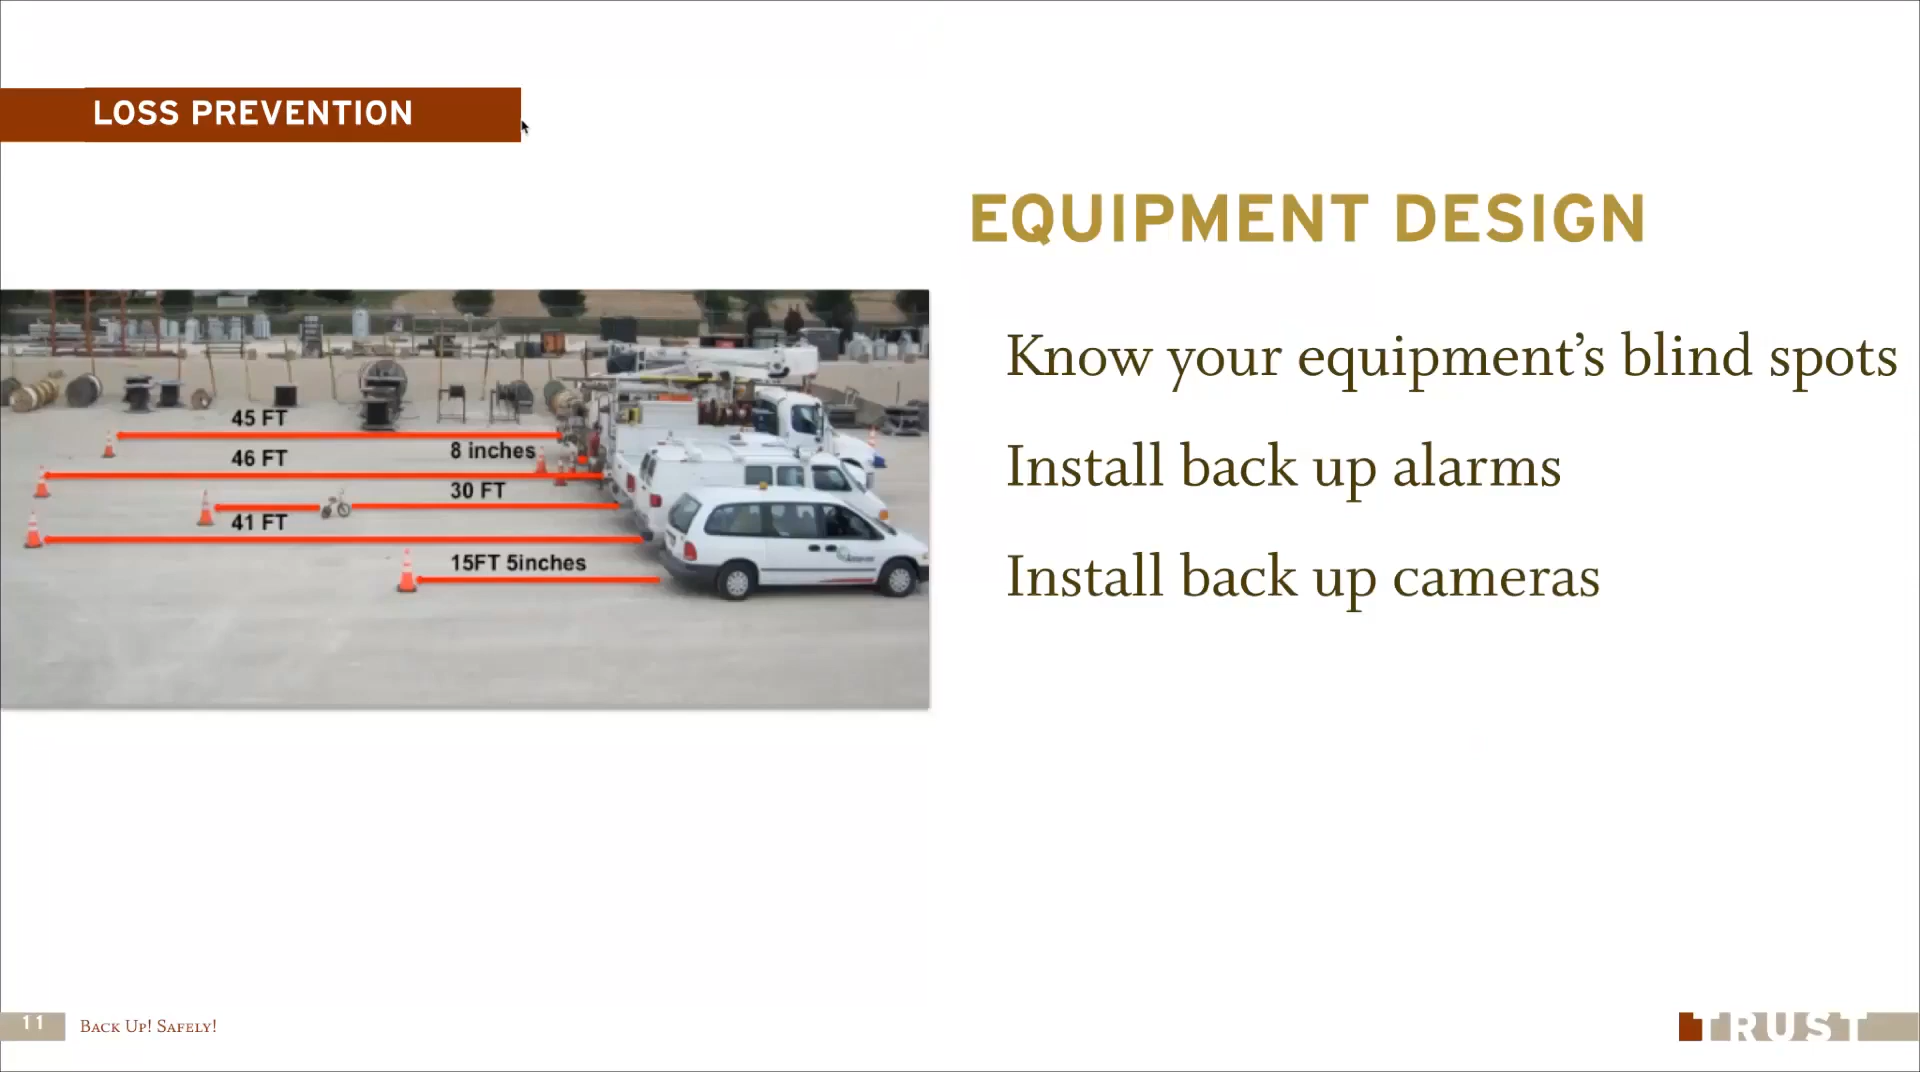 LOSS PREVENTION
EQUIPMENT DESIGN
Know your equipment’s blind spots
Install back up alarms
Install back up cameras
45 FT
8 inches
46 FT
30 FT
41 FT
15FT 5inches
11
Back Up! Safely!
TRUST